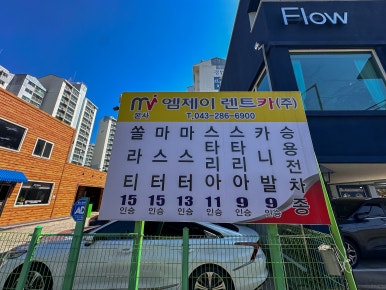 Flow
mj 엠제이 렌트카(주)
본사 T.043-286-6900
쏠라티 15인승
마스터 15인승
마스터 13인승
스타리아 11인승
스타리아 9인승
카니발 9인승
승용전차종